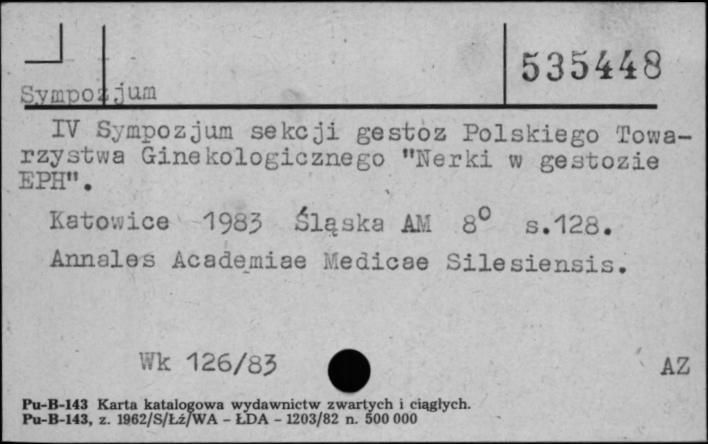 535448
Sympozjum
IV Sympozjum sekcji gestoz Polskiego Towa-
rzystwa Ginekologicznego "Nerki w gestozie
EPH".
Katowice 1983 Śląska AM 8° s.128.
Annales Academiae Medicae Silesiensis.
Wk 126/83 AZ
Pu-B-143 Karta katalogowa wydawnictw zwartych i ciągłych.
Pu-B-143, z. 1962/S/Łź/WA - ŁDA - 1203/82 n. 500 000